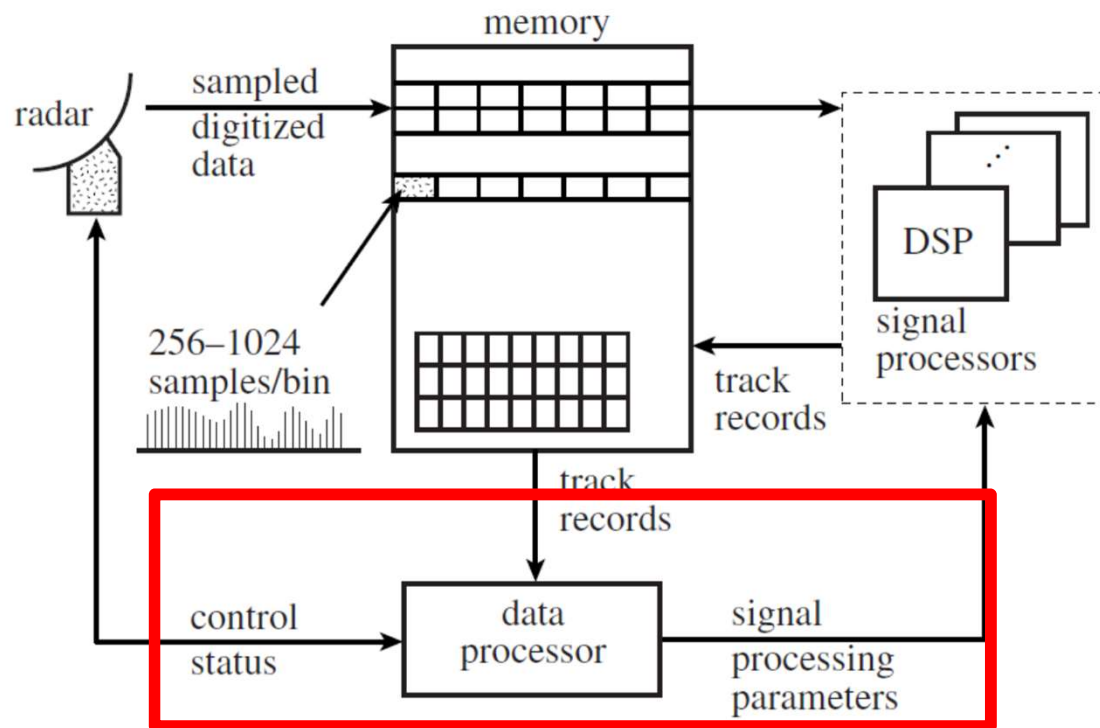 memory
radar
sampled
digitized
data
DSP
signal
processors
256–1024
samples/bin
track
records
track
records
control
status
data
processor
signal
processing
parameters